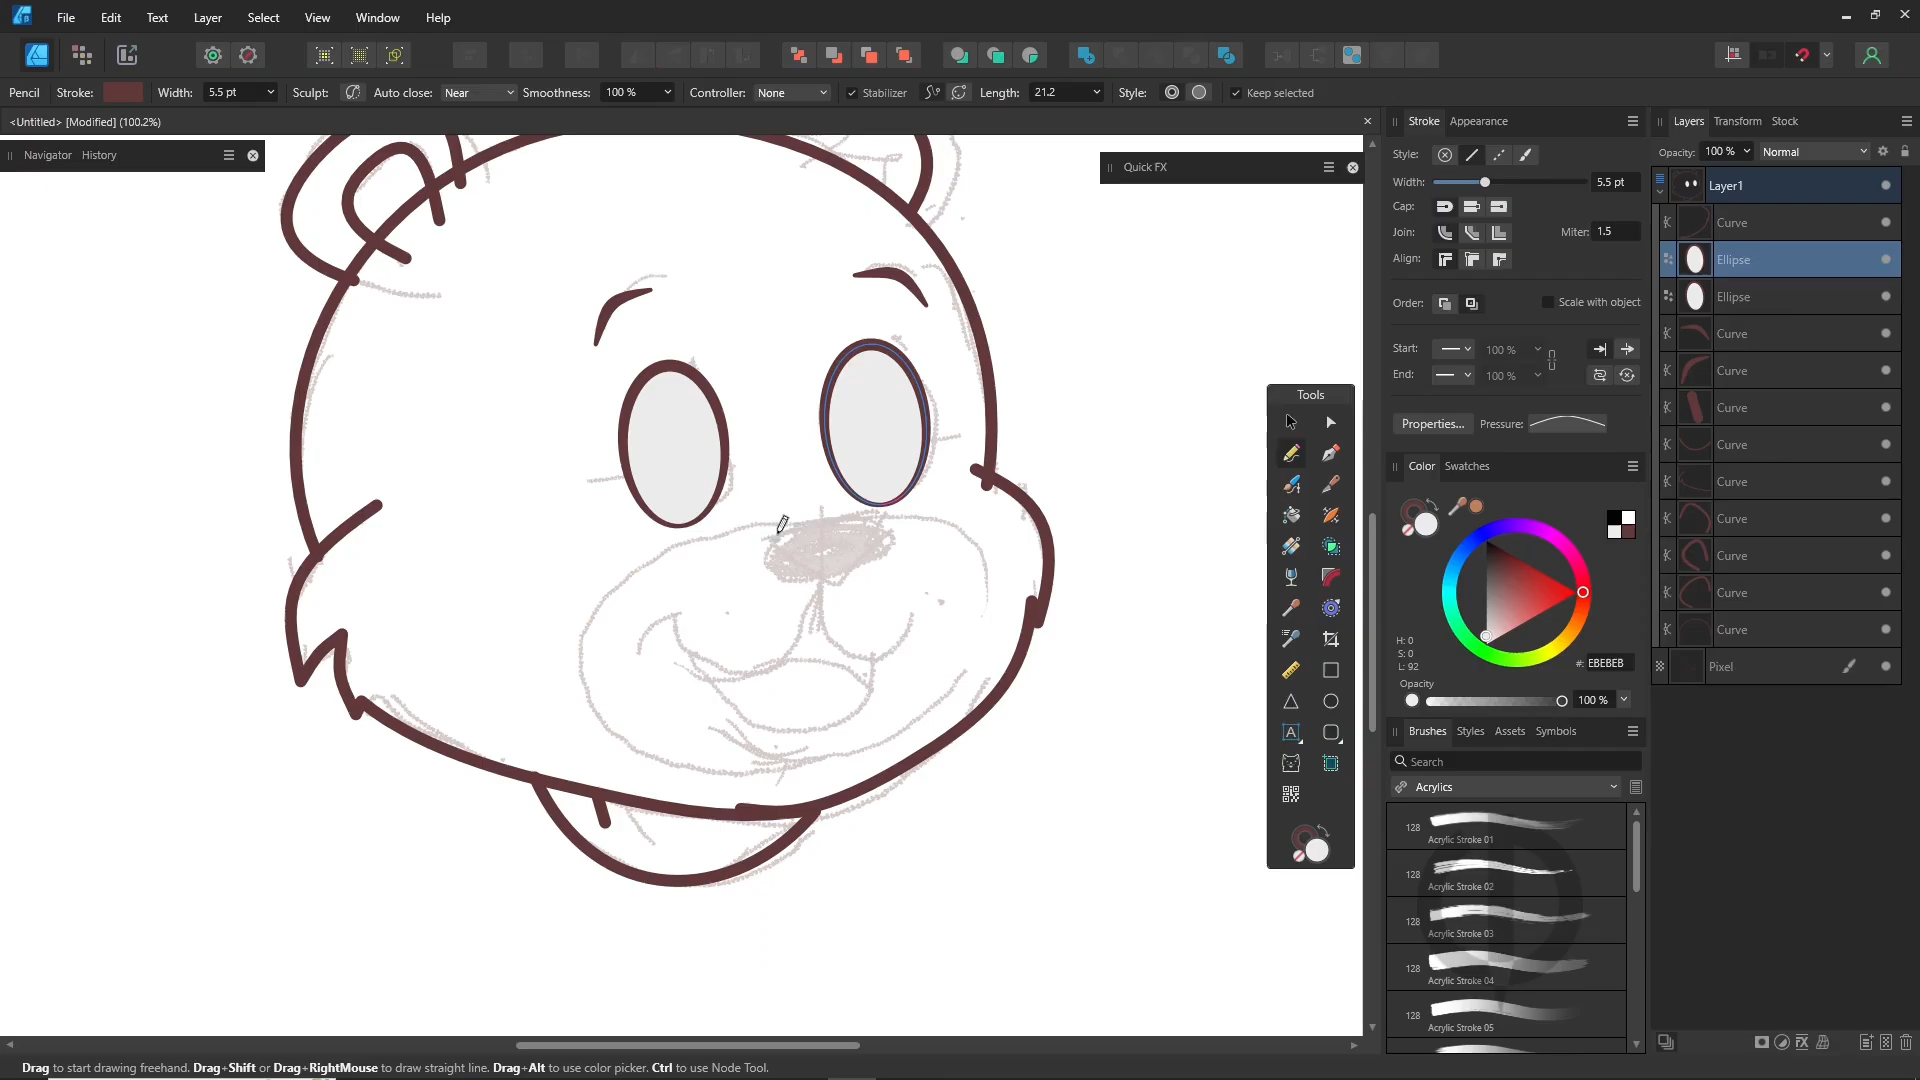 File Edit Text Layer Select View Window Help
Pencil Stroke: Width: 5.5 pt Sculpt: Auto close: Near Smoothness: 100 % Controller: None Stabilizer Length: 21.2 Style: Keep selected
<Untitled> [Modified] (100.2%)
Navigator History
Quick FX
Tools
Stroke Appearance
Style:
Width: 5.5 pt
Cap:
Join: Miter: 1.5
Align:
Order: Scale with object
Start: 100 %
End: 100 %
Properties... Pressure:
Color Swatches
H: 0
S: 0
L: 92
#: EBEBEB
Opacity
100 %
Brushes Styles Assets Symbols
Search
Acrylics
128 Acrylic Stroke 01
128 Acrylic Stroke 02
128 Acrylic Stroke 03
128 Acrylic Stroke 04
128 Acrylic Stroke 05
Layers Transform Stock
Opacity: 100 % Normal
Layer1
Curve
Ellipse
Ellipse
Curve
Curve
Curve
Curve
Curve
Curve
Curve
Curve
Curve
Pixel
Drag to start drawing freehand. Drag+Shift or Drag+RightMouse to draw straight line. Drag+Alt to use color picker. Ctrl to use Node Tool.